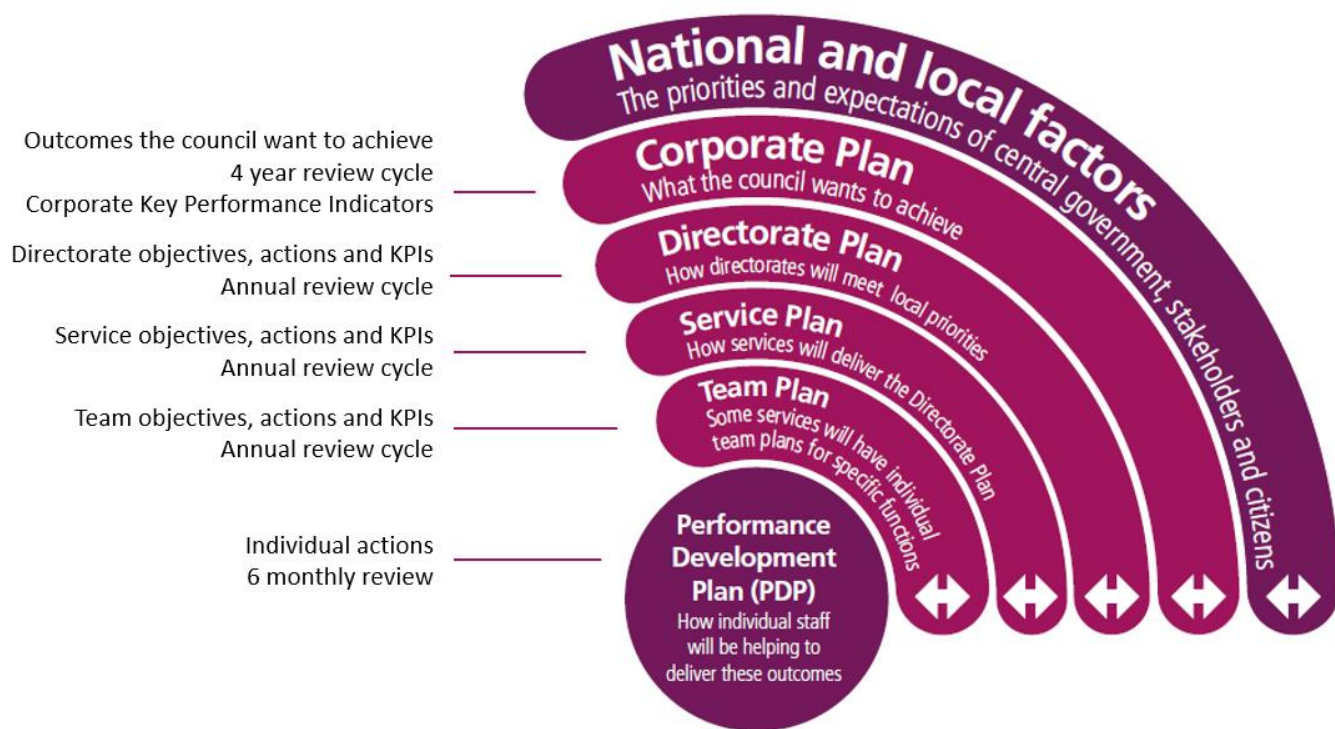 National and local factors
The priorities and expectations of central government, stakeholders and citizens
Outcomes the council want to achieve
4 year review cycle
Corporate Key Performance Indicators
Corporate Plan
What the council wants to achieve
Directorate objectives, actions and KPIs
Annual review cycle
Directorate Plan
How directorates will meet local priorities
Service objectives, actions and KPIs
Annual review cycle
Service Plan
How services will deliver the Directorate Plan
Team objectives, actions and KPIs
Annual review cycle
Team Plan
Some services will have individual
team plans for specific functions
Individual actions
6 monthly review
Performance
Development
Plan (PDP)
How individual staff
will be helping to
deliver these outcomes